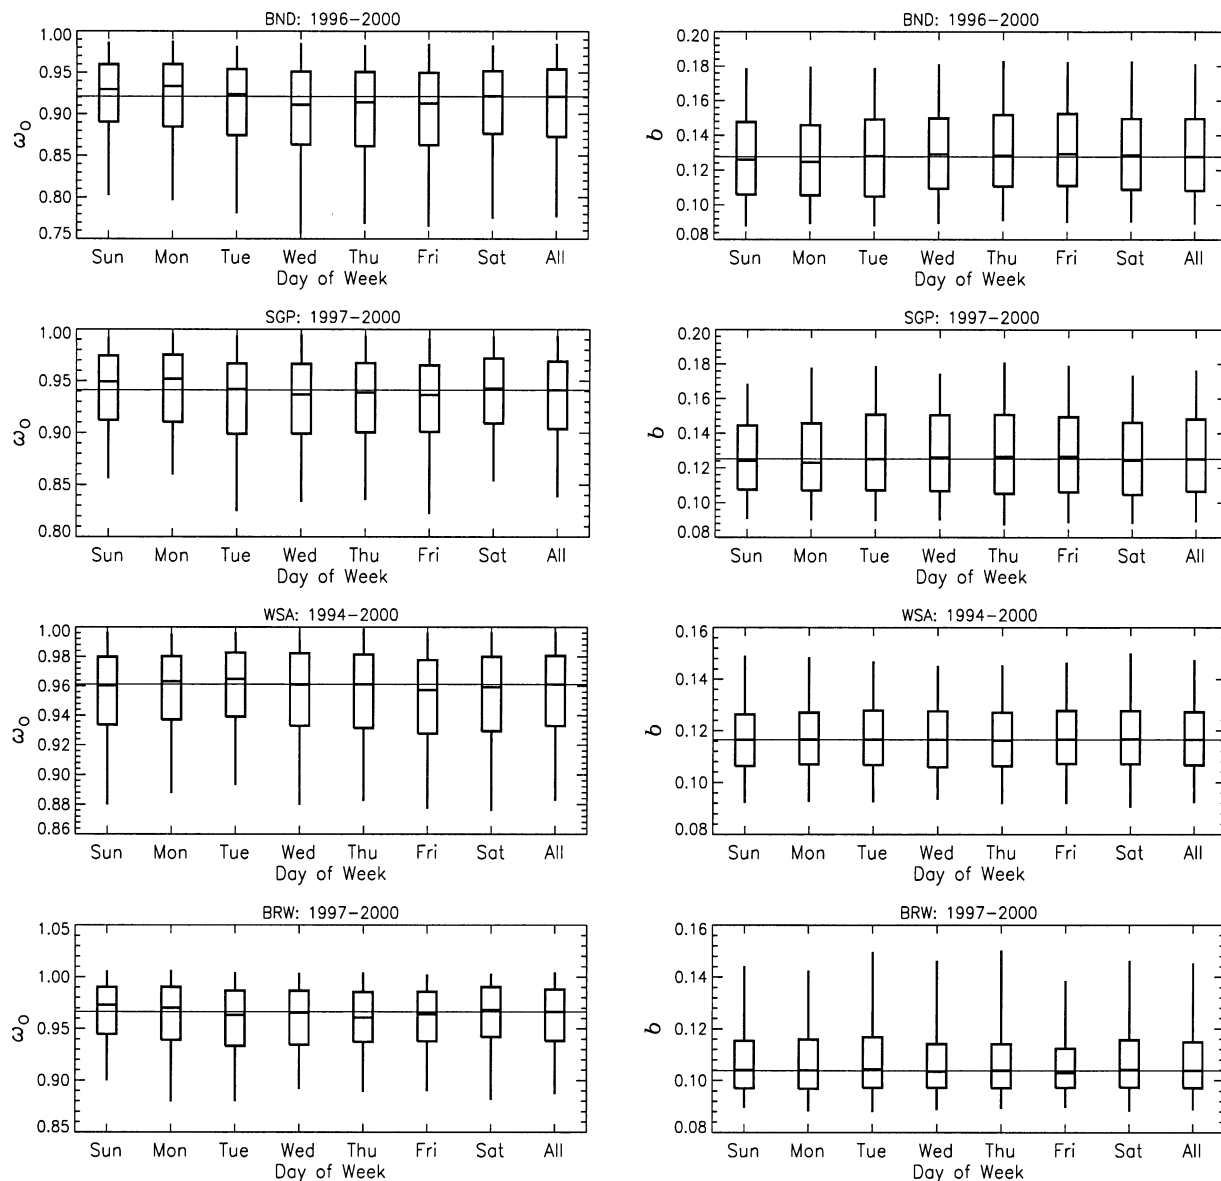 BND: 1996-2000
1.00
0.95
0.90
0.85
0.80
0.75
ω₀
Sun Mon Tue Wed Thu Fri Sat All
Day of Week
BND: 1996-2000
0.20
0.18
0.16
0.14
0.12
0.10
0.08
b
Sun Mon Tue Wed Thu Fri Sat All
Day of Week
SGP: 1997-2000
1.00
0.95
0.90
0.85
0.80
ω₀
Sun Mon Tue Wed Thu Fri Sat All
Day of Week
SGP: 1997-2000
0.20
0.18
0.16
0.14
0.12
0.10
0.08
b
Sun Mon Tue Wed Thu Fri Sat All
Day of Week
WSA: 1994-2000
1.00
0.98
0.96
0.94
0.92
0.90
0.88
0.86
ω₀
Sun Mon Tue Wed Thu Fri Sat All
Day of Week
WSA: 1994-2000
0.16
0.14
0.12
0.10
0.08
b
Sun Mon Tue Wed Thu Fri Sat All
Day of Week
BRW: 1997-2000
1.05
1.00
0.95
0.90
0.85
ω₀
Sun Mon Tue Wed Thu Fri Sat All
Day of Week
BRW: 1997-2000
0.16
0.14
0.12
0.10
0.08
b
Sun Mon Tue Wed Thu Fri Sat All
Day of Week